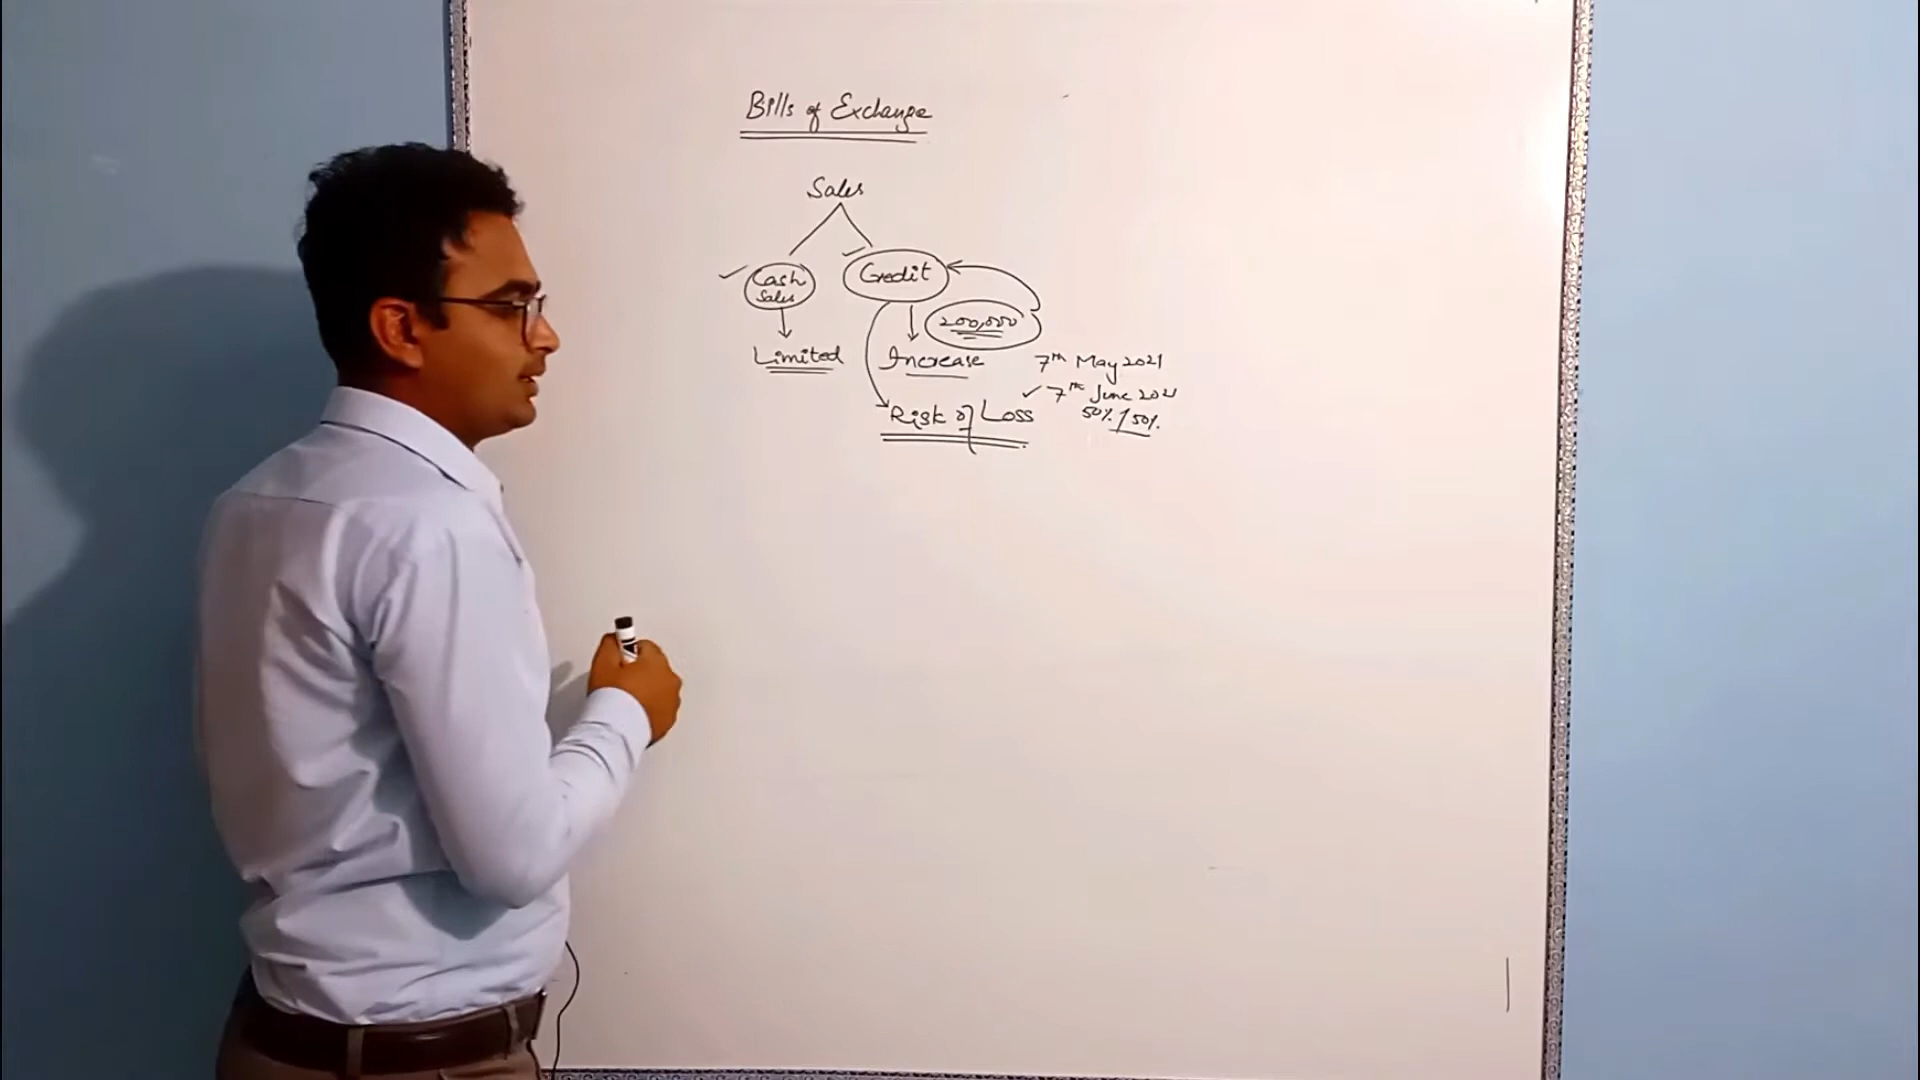 Bills of Exchange
Sales
Cash
Sales
Credit
200,000
Limited
Increase
7th May 2021
✓ 7th June 2021
Risk of Loss
50% / 50%.